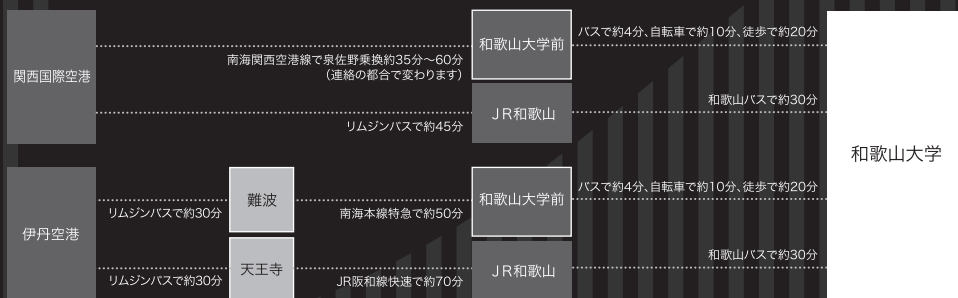 関西国際空港
南海関西空港線で泉佐野乗換約35分～60分
（連絡の都合で変わります）
和歌山大学前
バスで約4分、自転車で約10分、徒歩で約20分
リムジンバスで約45分
JR和歌山
和歌山バスで約30分
和歌山大学
伊丹空港
リムジンバスで約30分
難波
南海本線特急で約50分
和歌山大学前
バスで約4分、自転車で約10分、徒歩で約20分
リムジンバスで約30分
天王寺
JR阪和線快速で約70分
JR和歌山
和歌山バスで約30分